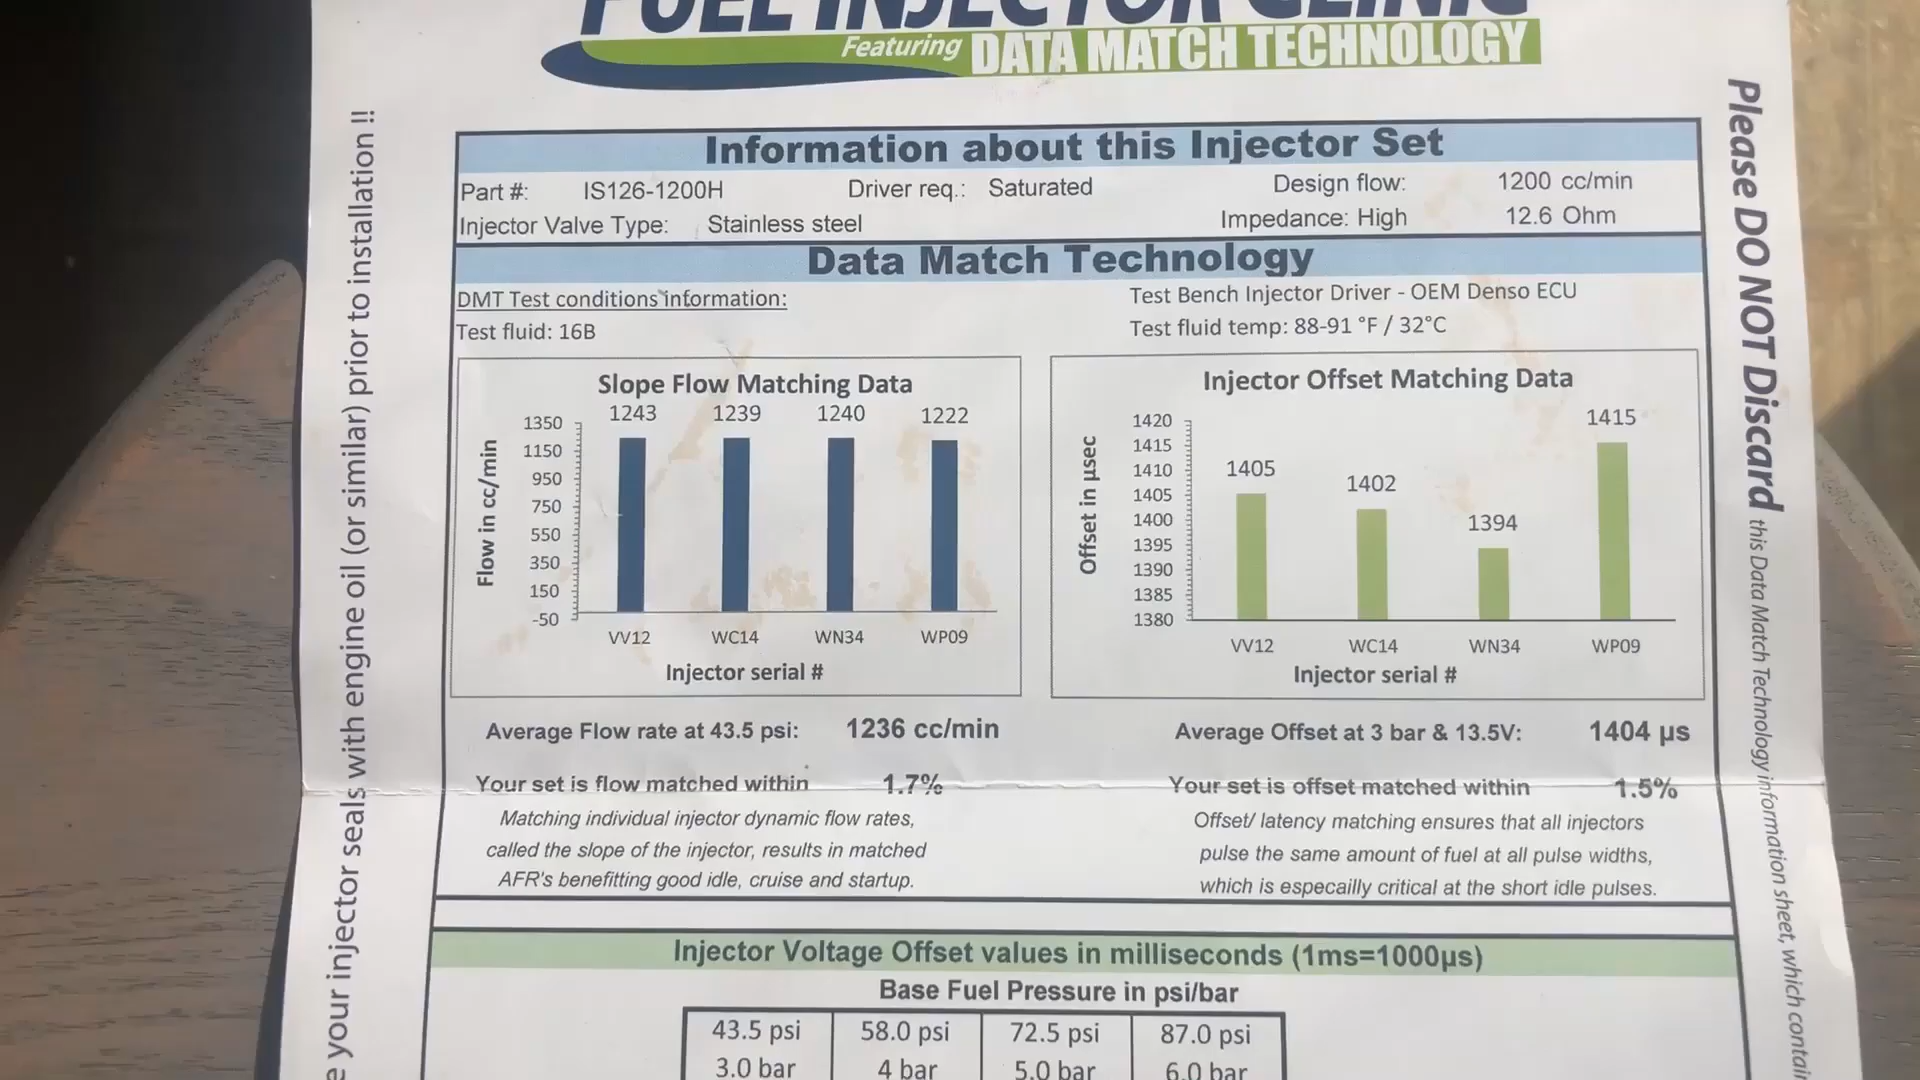 FUEL INJECTOR CLINIC
Featuring DATA MATCH TECHNOLOGY
Information about this Injector Set
Part #: IS126-1200H Driver req.: Saturated Design flow: 1200 cc/min
Injector Valve Type: Stainless steel Impedance: High 12.6 Ohm
Data Match Technology
DMT Test conditions information:
Test Bench Injector Driver - OEM Denso ECU
Test fluid: 16B
Test fluid temp: 88-91 °F / 32°C
Slope Flow Matching Data
1243 1239 1240 1222
1350
1150
950
750
550
350
150
-50
Flow in cc/min
VV12 WC14 WN34 WP09
Injector serial #
Injector Offset Matching Data
1405 1402 1394 1415
1420
1415
1410
1405
1400
1395
1390
1385
1380
Offset in µsec
VV12 WC14 WN34 WP09
Injector serial #
Average Flow rate at 43.5 psi: 1236 cc/min
Your set is flow matched within 1.7%
Matching individual injector dynamic flow rates,
called the slope of the injector, results in matched
AFR's benefitting good idle, cruise and startup.
Average Offset at 3 bar & 13.5V: 1404 µs
Your set is offset matched within 1.5%
Offset/ latency matching ensures that all injectors
pulse the same amount of fuel at all pulse widths,
which is especailly critical at the short idle pulses.
Injector Voltage Offset values in milliseconds (1ms=1000µs)
Base Fuel Pressure in psi/bar
43.5 psi 58.0 psi 72.5 psi 87.0 psi
3.0 bar 4 bar 5.0 bar 6.0 bar
your injector seals with engine oil (or similar) prior to installation !!
Please DO NOT Discard this Data Match Technology information sheet, which